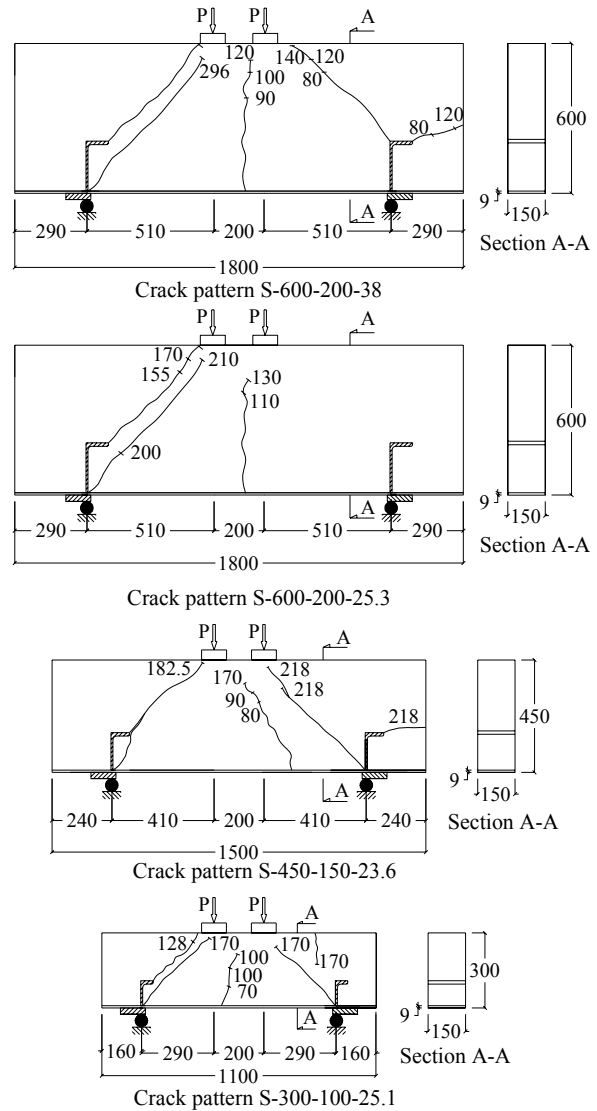 P P A
120 140 120
296 100 80
90
80 120
600
9
A
150
290 510 200 510 290
Section A-A
1800
Crack pattern S-600-200-38
P P A
170 210
155 130
110
200
600
9
A
150
290 510 200 510 290
Section A-A
1800
Crack pattern S-600-200-25.3
P P A
182.5 218
170 218
90
80
218
450
9
A
150
240 410 200 410 240
Section A-A
1500
Crack pattern S-450-150-23.6
P P A
128 170 170
100 170
100
70
300
9
A
150
160 290 200 290 160
Section A-A
1100
Crack pattern S-300-100-25.1